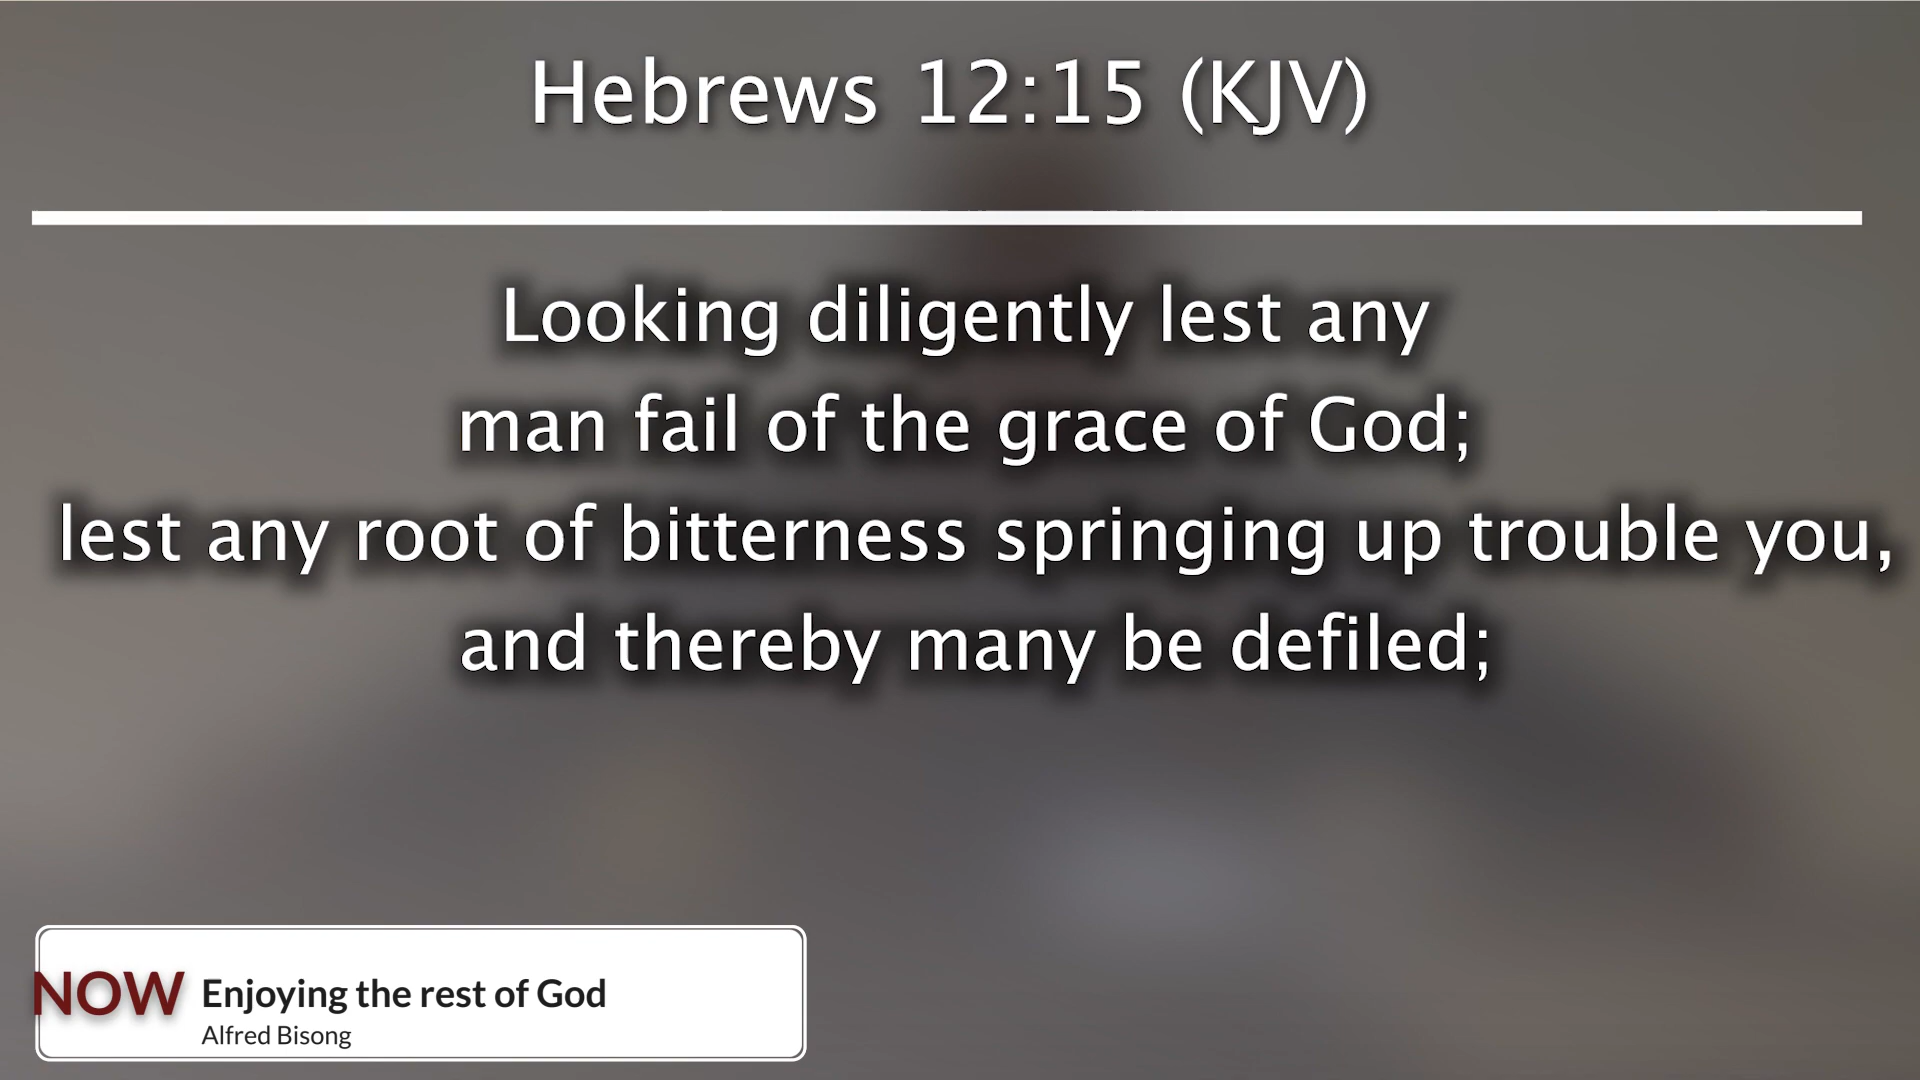 Hebrews 12:15 (KJV)
Looking diligently lest any
man fail of the grace of God;
lest any root of bitterness springing up trouble you,
and thereby many be defiled;
NOW
Enjoying the rest of God
Alfred Bisong